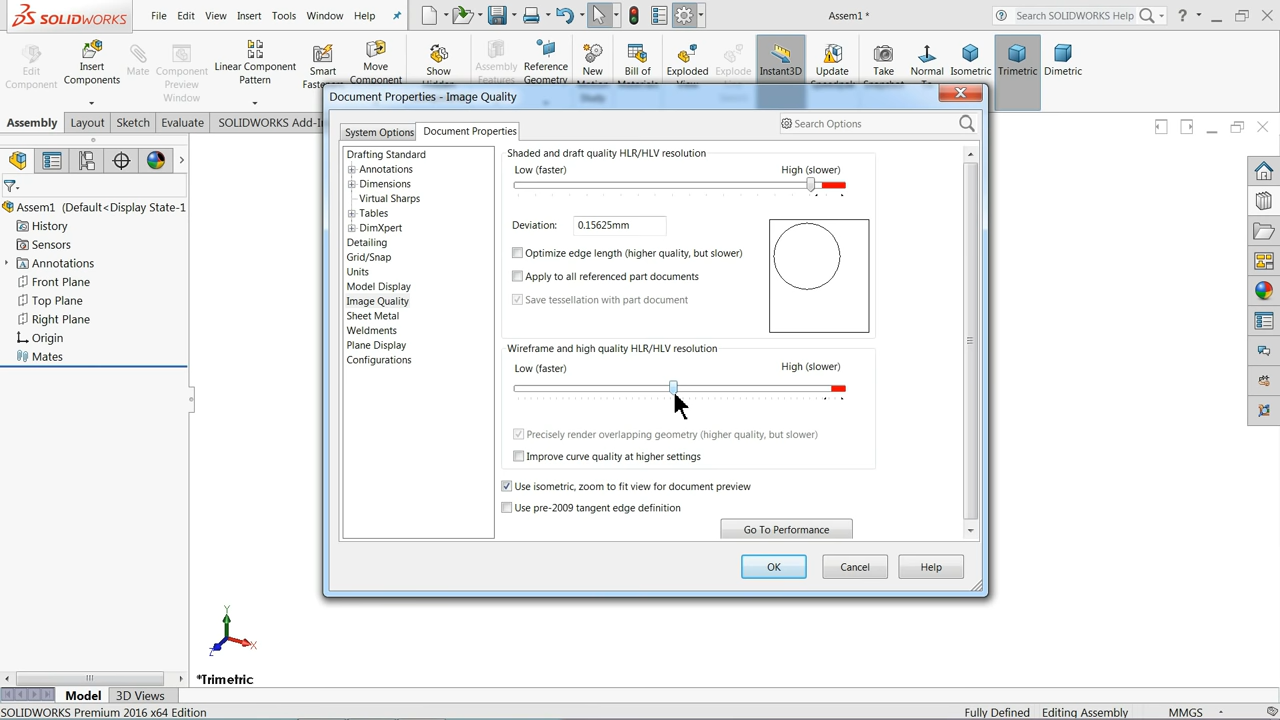 SOLIDWORKS File Edit View Insert Tools Window Help Assem1 * Search SOLIDWORKS Help ?
Edit Component
Insert Components
Mate
Component Preview Window
Linear Component Pattern
Smart
Move Component
Show
Assembly Features
Reference Geometry
New Motion Study
Bill of Materials
Exploded View
Explode
Instant3D
Update
Take
Normal
Isometric
Trimetric
Dimetric
Assembly Layout Sketch Evaluate SOLIDWORKS Add-In
Document Properties - Image Quality
System Options Document Properties Search Options
Drafting Standard
Annotations
Dimensions
Virtual Sharps
Tables
DimXpert
Detailing
Grid/Snap
Units
Model Display
Image Quality
Sheet Metal
Weldments
Plane Display
Configurations
Shaded and draft quality HLR/HLV resolution
Low (faster) High (slower)
Deviation: 0.15625mm
Optimize edge length (higher quality, but slower)
Apply to all referenced part documents
Save tessellation with part document
Wireframe and high quality HLR/HLV resolution
Low (faster) High (slower)
Precisely render overlapping geometry (higher quality, but slower)
Improve curve quality at higher settings
Use isometric, zoom to fit view for document preview
Use pre-2009 tangent edge definition
Go To Performance
OK Cancel Help
Assem1 (Default<Display State-1
History
Sensors
Annotations
Front Plane
Top Plane
Right Plane
Origin
Mates
Y
X
Z
*Trimetric
Model 3D Views
SOLIDWORKS Premium 2016 x64 Edition Fully Defined Editing Assembly MMGS